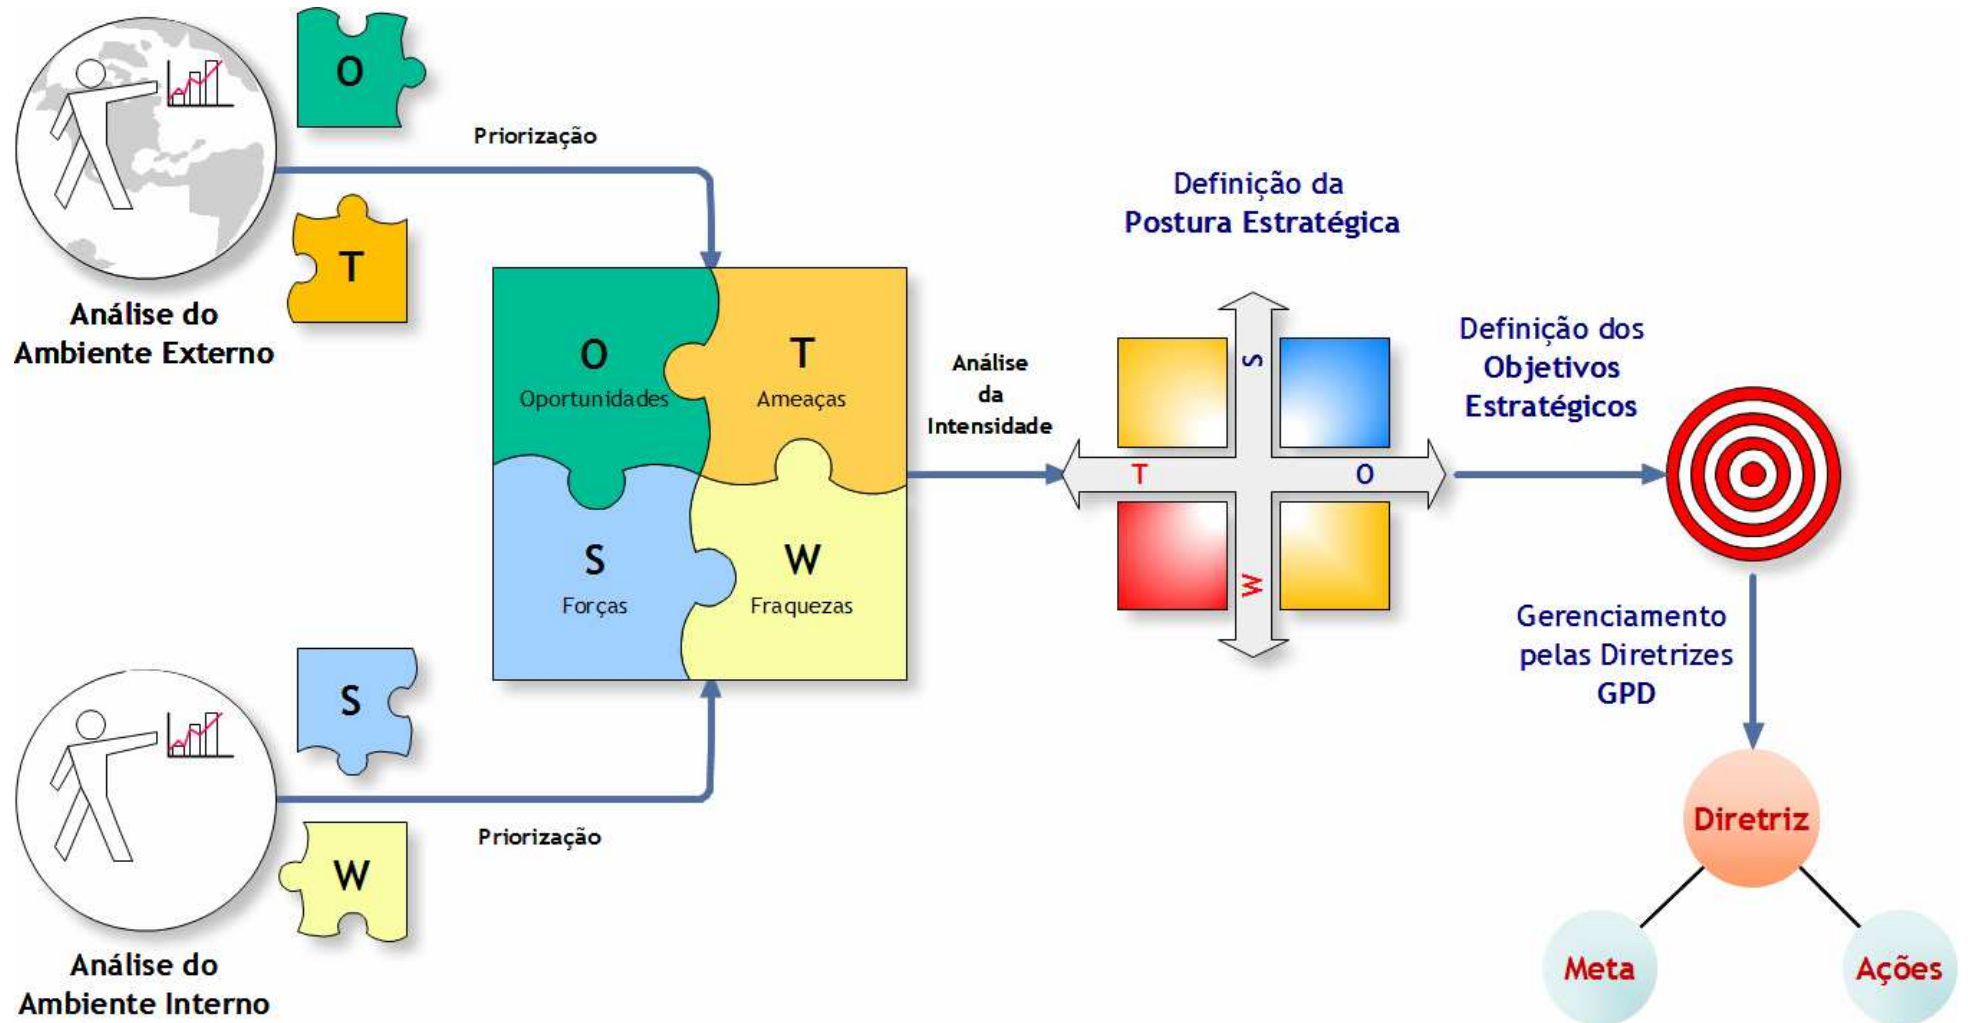 O
T
Análise do
Ambiente Externo
Priorização
O
Oportunidades
T
Ameaças
S
Forças
W
Fraquezas
S
W
Análise do
Ambiente Interno
Priorização
Análise
da
Intensidade
Definição da
Postura Estratégica
S
T
O
W
Definição dos
Objetivos
Estratégicos
Gerenciamento
pelas Diretrizes
GPD
Diretriz
Meta
Ações